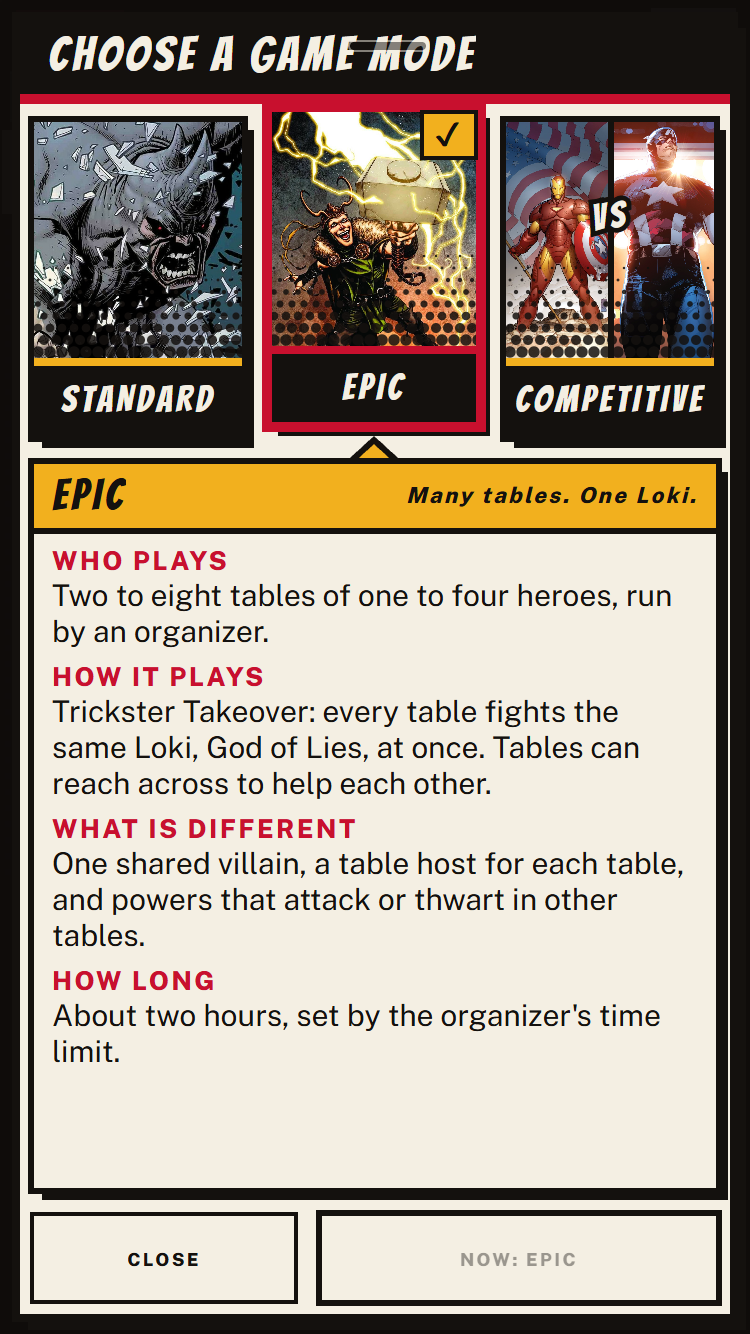 CHOOSE A GAME MODE
✓
VS
STANDARD
EPIC
COMPETITIVE
EPIC
Many tables. One Loki.
WHO PLAYS
Two to eight tables of one to four heroes, run
by an organizer.
HOW IT PLAYS
Trickster Takeover: every table fights the
same Loki, God of Lies, at once. Tables can
reach across to help each other.
WHAT IS DIFFERENT
One shared villain, a table host for each table,
and powers that attack or thwart in other
tables.
HOW LONG
About two hours, set by the organizer's time
limit.
CLOSE
NOW: EPIC